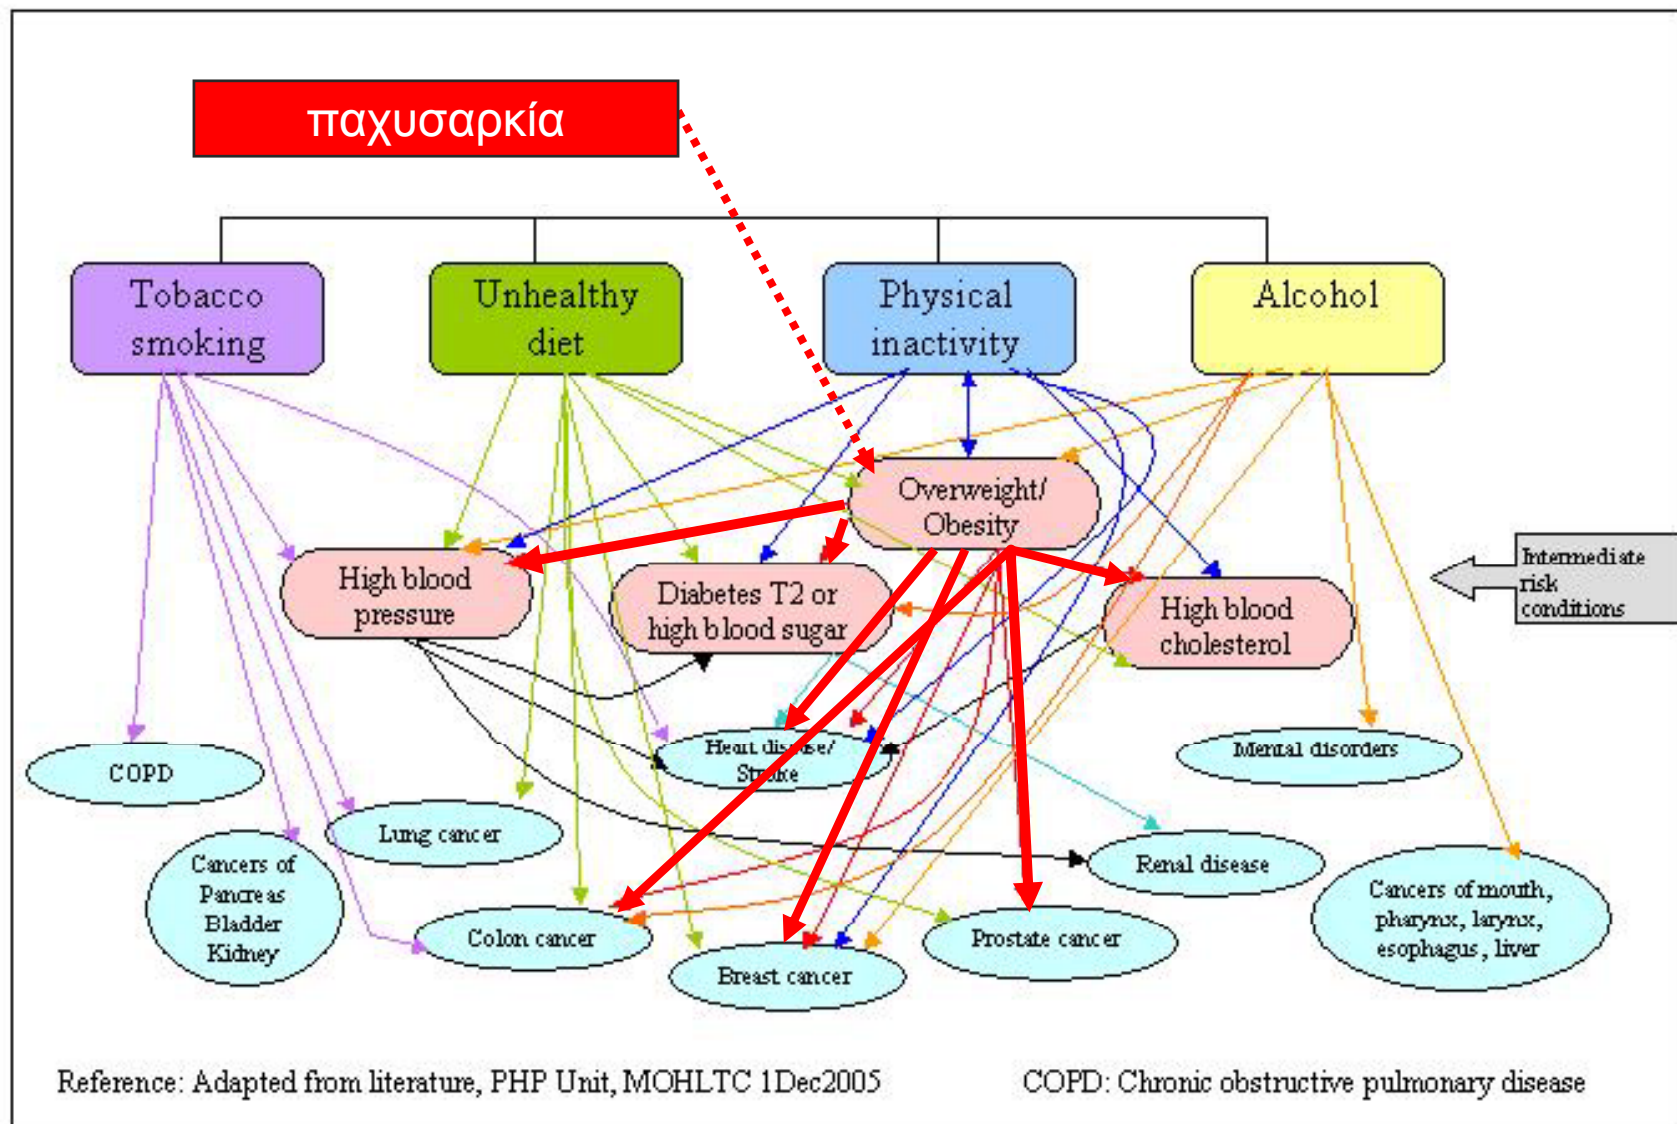 παχυσαρκία
Tobacco
smoking
Unhealthy
diet
Physical
inactivity
Alcohol
Overweight/
Obesity
High blood
pressure
Diabetes T2 or
high blood sugar
High blood
cholesterol
Intermediate
risk
conditions
COPD
Heart disease/
Stroke
Mental disorders
Lung cancer
Renal disease
Cancers of
Pancreas
Bladder
Kidney
Cancers of mouth,
pharynx, larynx,
esophagus, liver
Colon cancer
Breast cancer
Prostate cancer
Reference: Adapted from literature, PHP Unit, MOHLTC 1Dec2005
COPD: Chronic obstructive pulmonary disease